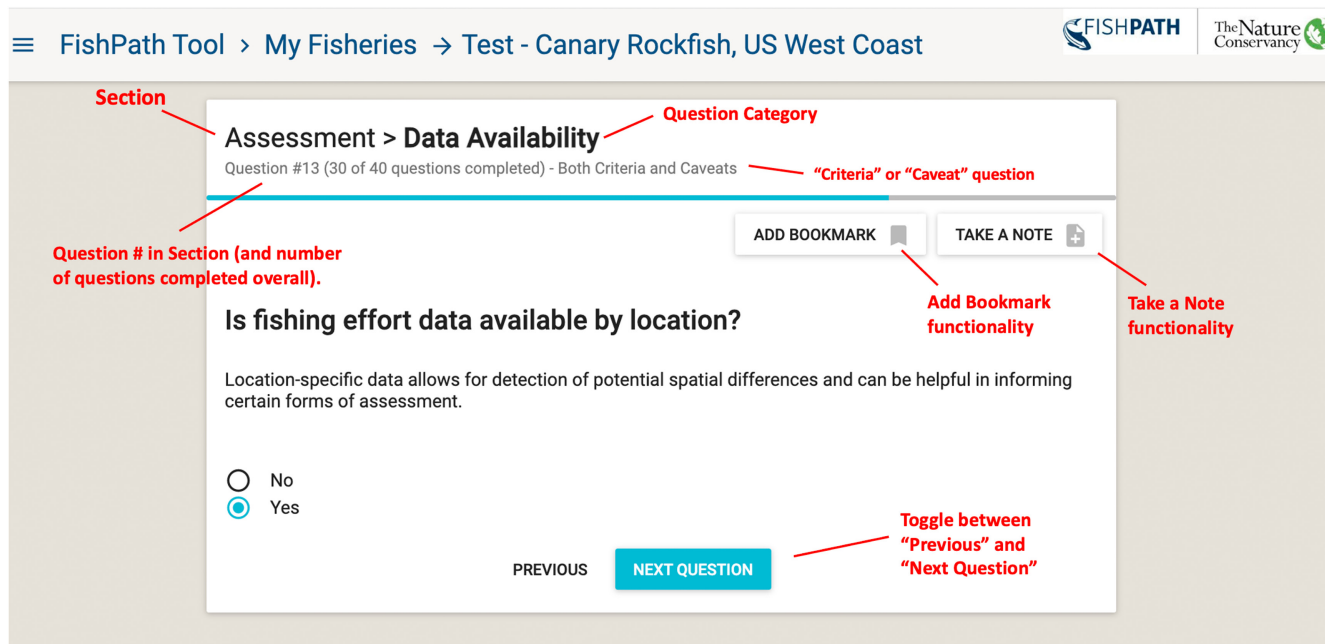 FishPath Tool > My Fisheries → Test - Canary Rockfish, US West Coast
FISHPATH
The Nature
Conservancy
Section
Question Category
Assessment > Data Availability
Question #13 (30 of 40 questions completed) - Both Criteria and Caveats
“Criteria” or “Caveat” question
ADD BOOKMARK
TAKE A NOTE
Question # in Section (and number
of questions completed overall).
Add Bookmark
functionality
Take a Note
functionality
Is fishing effort data available by location?
Location-specific data allows for detection of potential spatial differences and can be helpful in informing
certain forms of assessment.
No
Yes
Toggle between
“Previous” and
“Next Question”
PREVIOUS
NEXT QUESTION